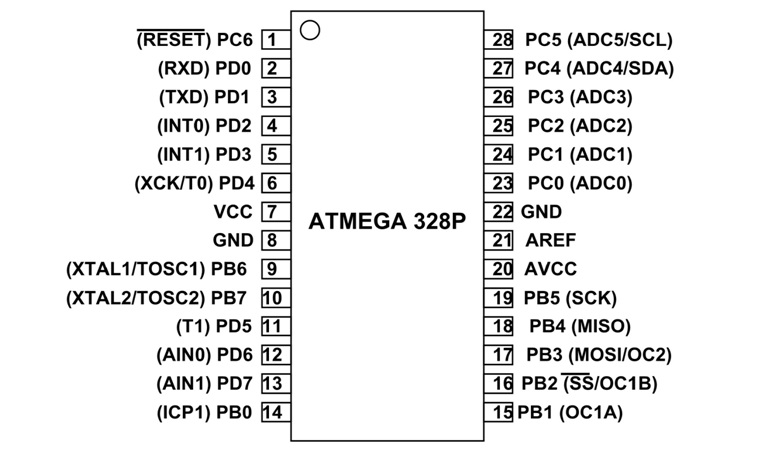 (RESET) PC6 1
(RXD) PD0 2
(TXD) PD1 3
(INT0) PD2 4
(INT1) PD3 5
(XCK/T0) PD4 6
VCC 7
GND 8
(XTAL1/TOSC1) PB6 9
(XTAL2/TOSC2) PB7 10
(T1) PD5 11
(AIN0) PD6 12
(AIN1) PD7 13
(ICP1) PB0 14
ATMEGA 328P
28 PC5 (ADC5/SCL)
27 PC4 (ADC4/SDA)
26 PC3 (ADC3)
25 PC2 (ADC2)
24 PC1 (ADC1)
23 PC0 (ADC0)
22 GND
21 AREF
20 AVCC
19 PB5 (SCK)
18 PB4 (MISO)
17 PB3 (MOSI/OC2)
16 PB2 (SS/OC1B)
15 PB1 (OC1A)